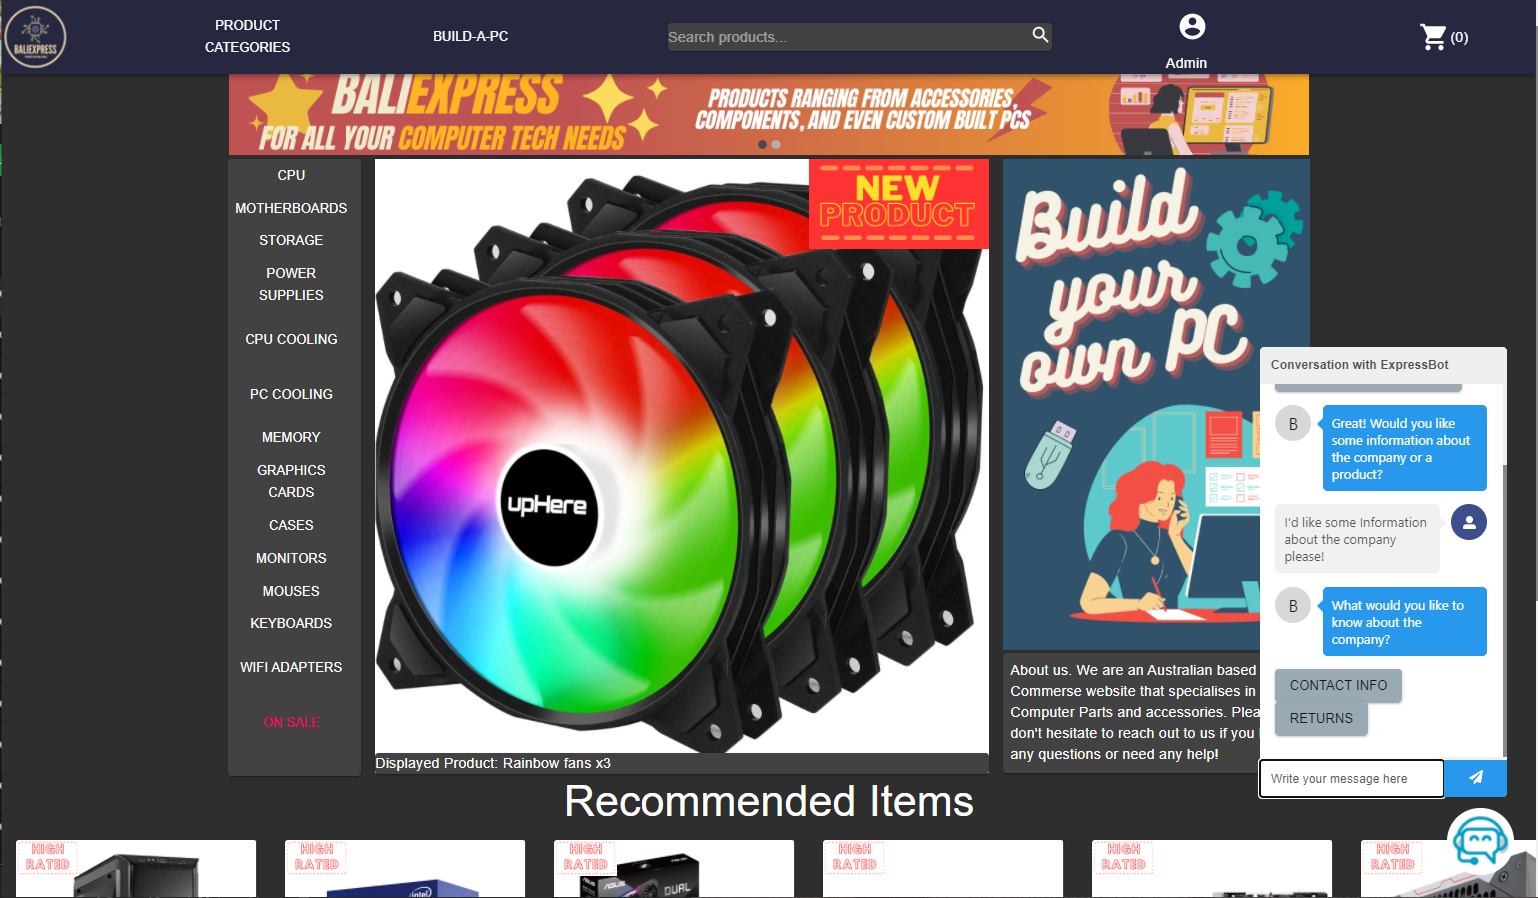 BALIEXPRESS
PRODUCT
CATEGORIES
BUILD-A-PC
Search products...
Admin
(0)
BALIEXPRESS
FOR ALL YOUR COMPUTER TECH NEEDS
PRODUCTS RANGING FROM ACCESSORIES,
COMPONENTS, AND EVEN CUSTOM BUILT PCS
CPU
MOTHERBOARDS
STORAGE
POWER
SUPPLIES
CPU COOLING
PC COOLING
MEMORY
GRAPHICS
CARDS
CASES
MONITORS
MOUSES
KEYBOARDS
WIFI ADAPTERS
ON SALE
NEW
PRODUCT
upHere
Displayed Product: Rainbow fans x3
Build
your
own PC
About us. We are an Australian based
Commerse website that specialises in
Computer Parts and accessories. Plea
don't hesitate to reach out to us if you
any questions or need any help!
Conversation with ExpressBot
B
Great! Would you like
some information about
the company or a
product?
I'd like some Information
about the company
please!
B
What would you like to
know about the
company?
CONTACT INFO
RETURNS
Write your message here
Recommended Items
HIGH
RATED
HIGH
RATED
intel
HIGH
RATED
ASUS
DUAL
HIGH
RATED
HIGH
RATED
HIGH
RATED